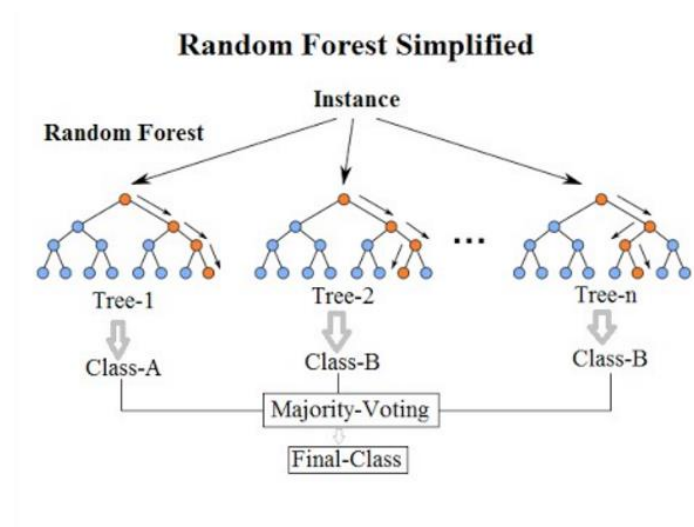 Random Forest Simplified
Instance
Random Forest
...
Tree-1
Tree-2
Tree-n
Class-A
Class-B
Class-B
Majority-Voting
Final-Class